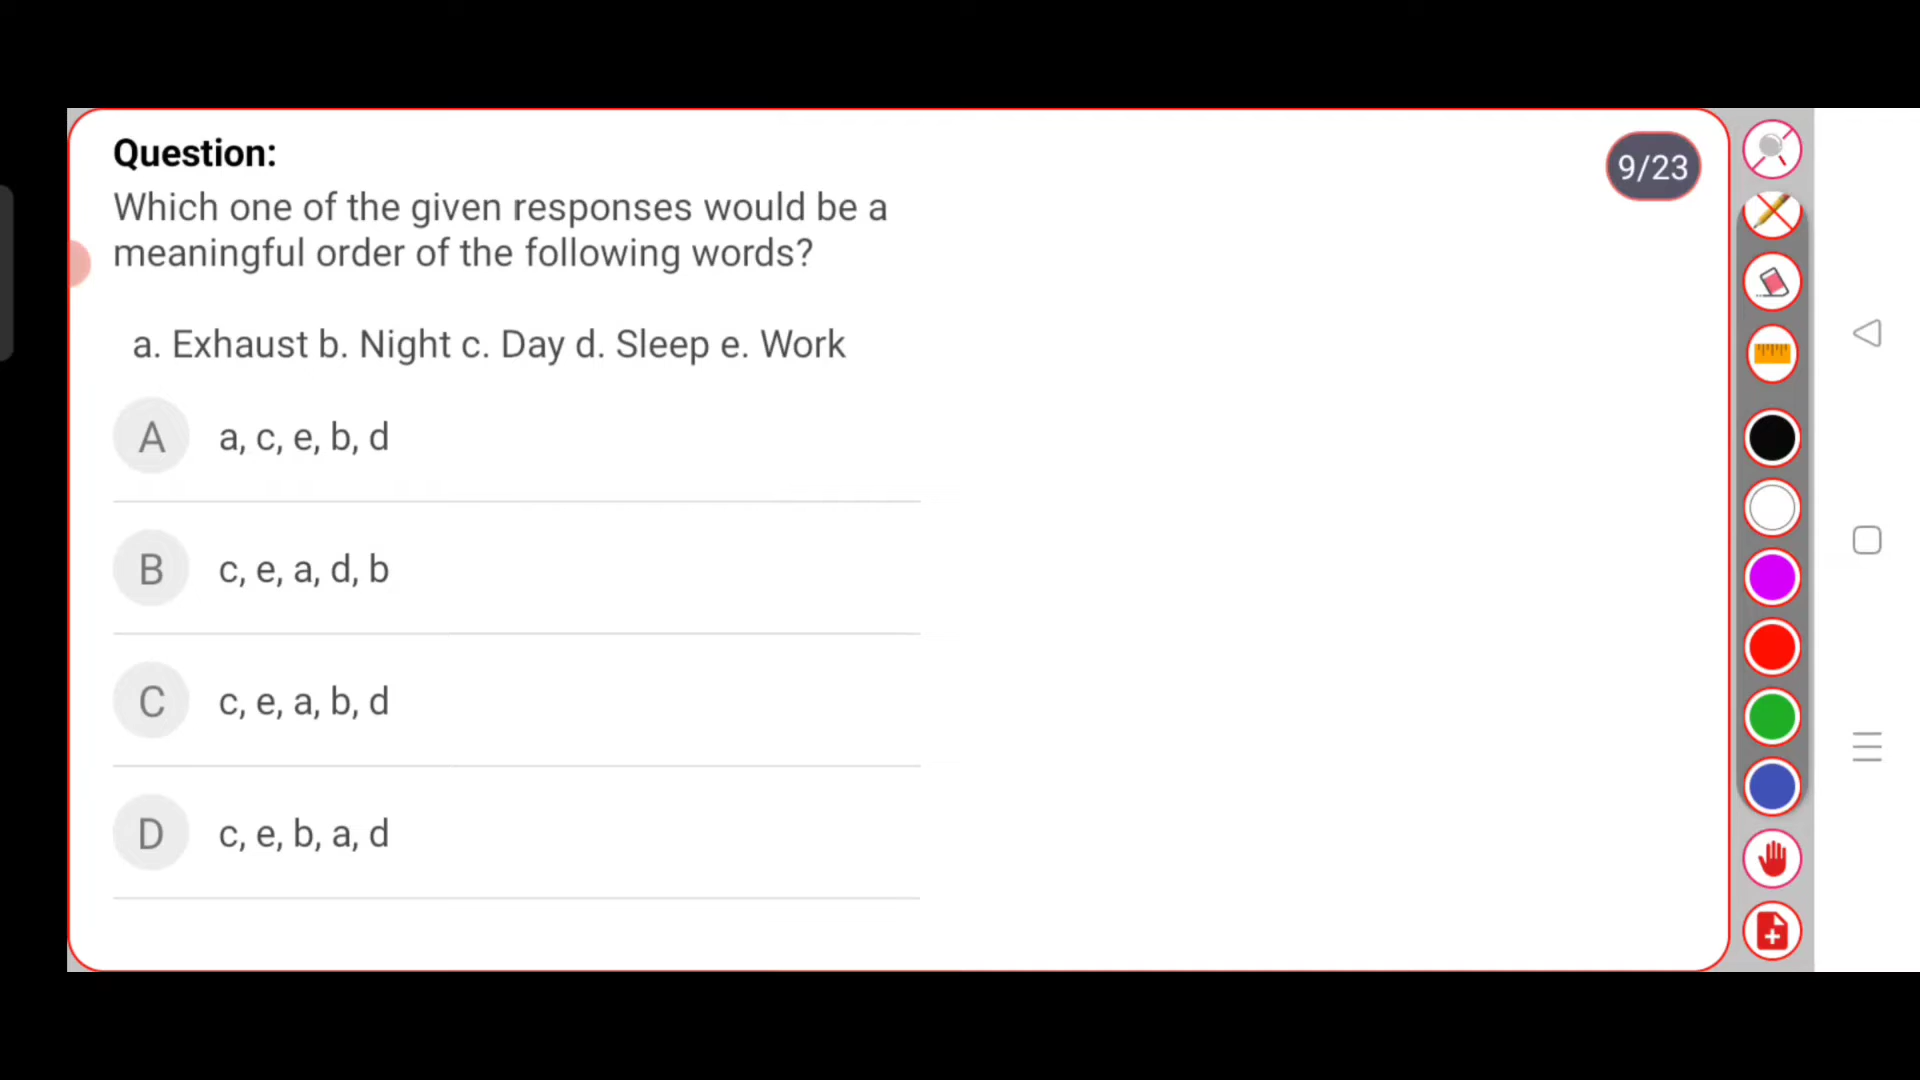 Question:
9/23
Which one of the given responses would be a
meaningful order of the following words?
a. Exhaust b. Night c. Day d. Sleep e. Work
A a, c, e, b, d
B c, e, a, d, b
C c, e, a, b, d
D c, e, b, a, d